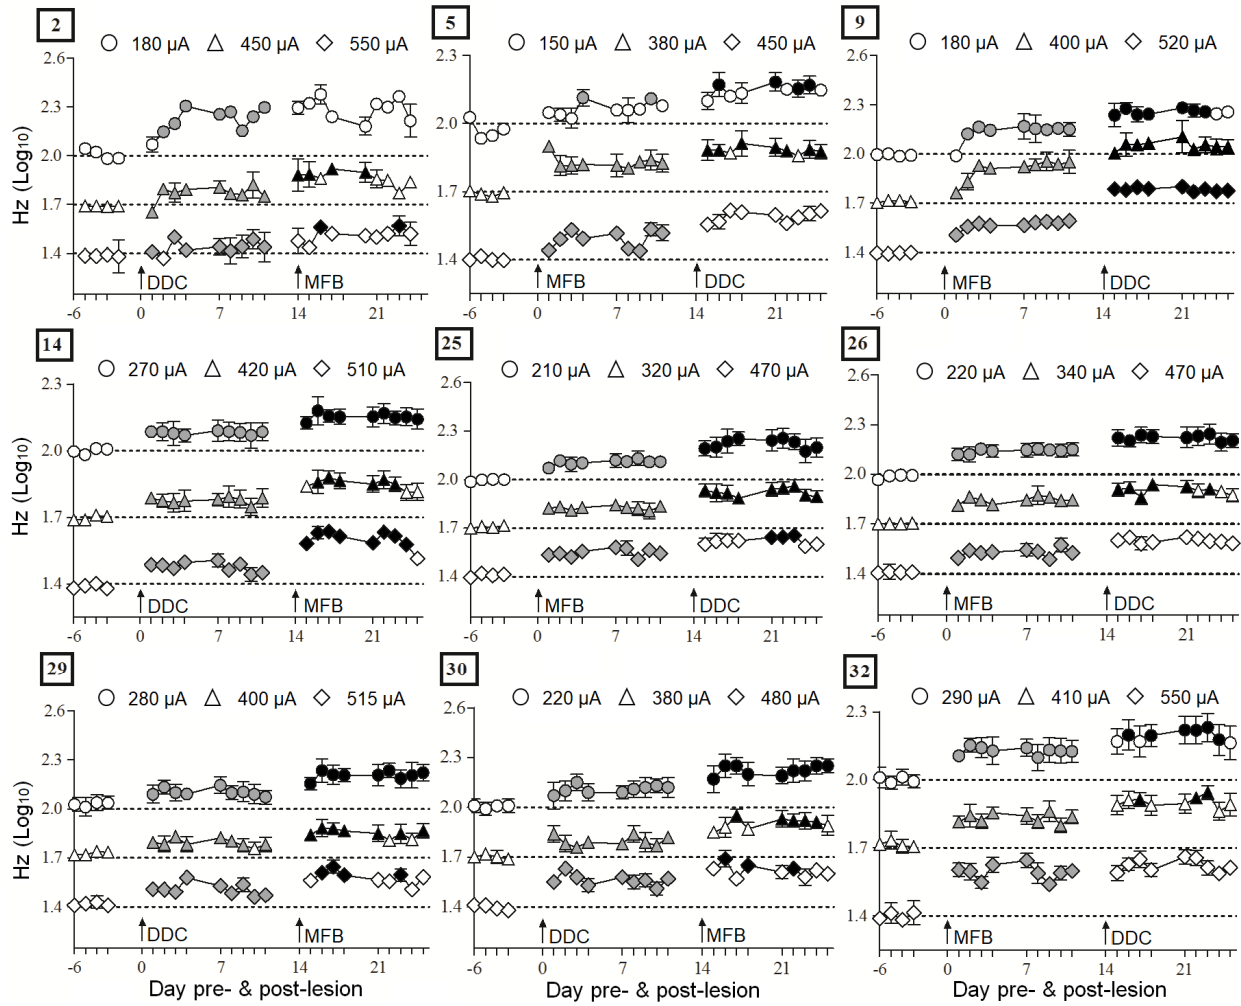 2 5 9
180 μA 450 μA 550 μA 150 μA 380 μA 450 μA 180 μA 400 μA 520 μA
2.6 2.3 2.6
2.3 2.3
2.0 2.0 2.0
1.7 1.7 1.7
1.4 1.4 1.4
Hz (Log10)
DDC MFB MFB DDC MFB DDC
-6 0 7 14 21 -6 0 7 14 21 -6 0 7 14 21
14 25 26
270 μA 420 μA 510 μA 210 μA 320 μA 470 μA 220 μA 340 μA 470 μA
2.3 2.6 2.6
2.3 2.3
2.0 2.0 2.0
1.7 1.7 1.7
1.4 1.4 1.4
Hz (Log10)
DDC MFB MFB DDC MFB DDC
-6 0 7 14 21 -6 0 7 14 21 -6 0 7 14 21
29 30 32
280 μA 400 μA 515 μA 220 μA 380 μA 480 μA 290 μA 410 μA 550 μA
2.6 2.6 2.3
2.3 2.3
2.0 2.0 2.0
1.7 1.7 1.7
1.4 1.4 1.4
Hz (Log10)
DDC MFB DDC MFB MFB DDC
-6 0 7 14 21 -6 0 7 14 21 -6 0 7 14 21
Day pre- & post-lesion Day pre- & post-lesion Day pre- & post-lesion